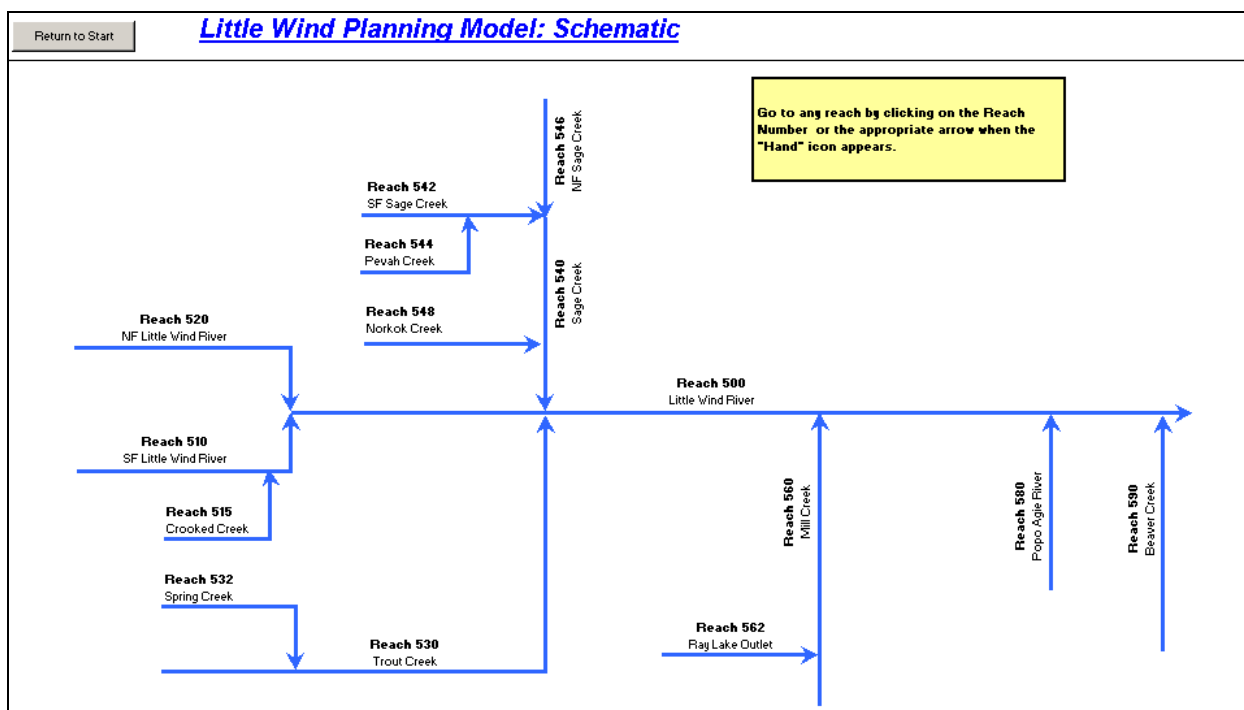 Return to Start
Little Wind Planning Model: Schematic
Go to any reach by clicking on the Reach
Number or the appropriate arrow when the
"Hand" icon appears.
Reach 546
NF Sage Creek
Reach 542
SF Sage Creek
Reach 544
Pevah Creek
Reach 540
Sage Creek
Reach 548
Norkok Creek
Reach 520
NF Little Wind River
Reach 500
Little Wind River
Reach 510
SF Little Wind River
Reach 515
Crooked Creek
Reach 532
Spring Creek
Reach 530
Trout Creek
Reach 560
Mill Creek
Reach 562
Ray Lake Outlet
Reach 580
Popo Agie River
Reach 590
Beaver Creek